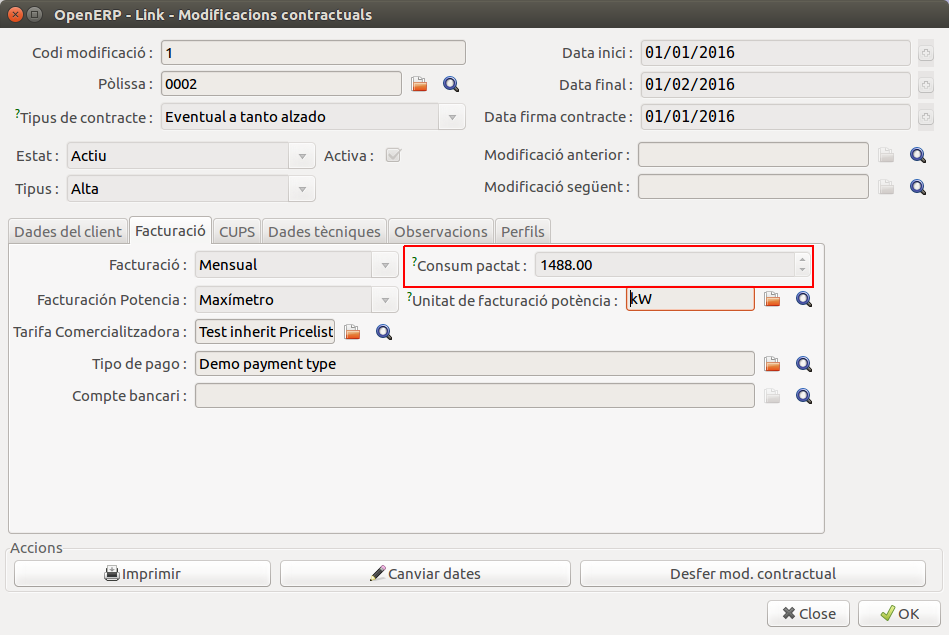 OpenERP - Link - Modificacions contractuals
Codi modificació : 1
Data inici : 01/01/2016
Pòlissa : 0002
Data final : 01/02/2016
?Tipus de contracte : Eventual a tanto alzado
Data firma contracte : 01/01/2016
Estat : Actiu
Activa :
Modificació anterior :
Tipus : Alta
Modificació següent :
Dades del client Facturació CUPS Dades tècniques Observacions Perfils
Facturació : Mensual
?Consum pactat : 1488.00
Facturación Potencia : Maxímetro
?Unitat de facturació potència : kW
Tarifa Comercialitzadora : Test inherit Pricelist
Tipo de pago : Demo payment type
Compte bancari :
Accions
Imprimir
Canviar dates
Desfer mod. contractual
Close
OK